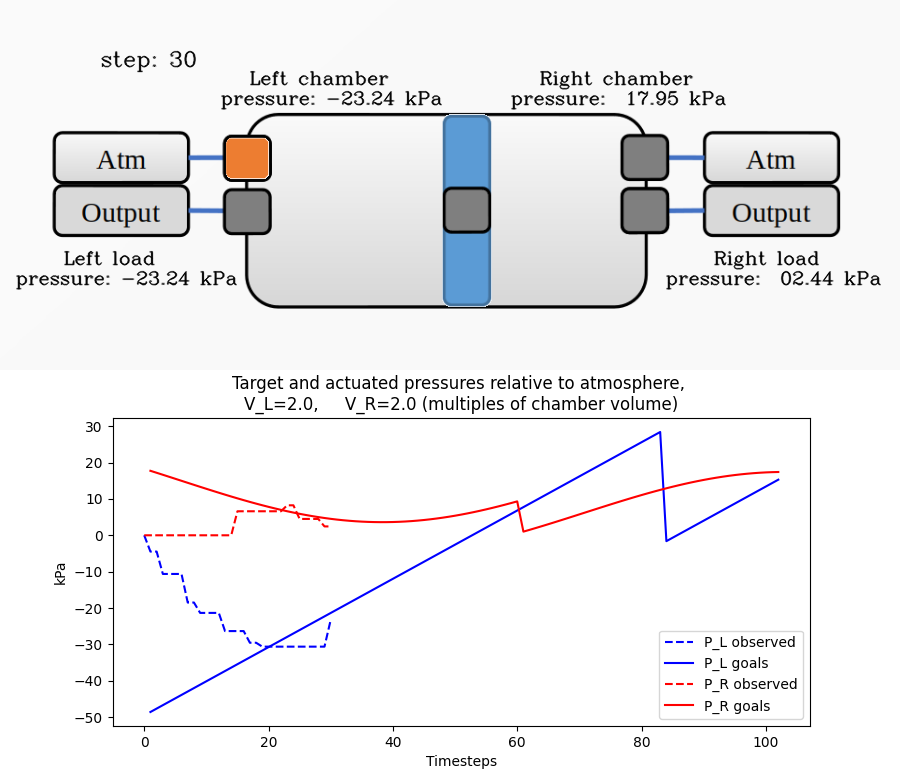 step: 30
Left chamber
pressure: −23.24 kPa
Right chamber
pressure: 17.95 kPa
Atm
Output
Atm
Output
Left load
pressure: −23.24 kPa
Right load
pressure: 02.44 kPa
Target and actuated pressures relative to atmosphere,
V_L=2.0, V_R=2.0 (multiples of chamber volume)
30
20
10
0
−10
−20
−30
−40
−50
kPa
0 20 40 60 80 100
Timesteps
P_L observed
P_L goals
P_R observed
P_R goals